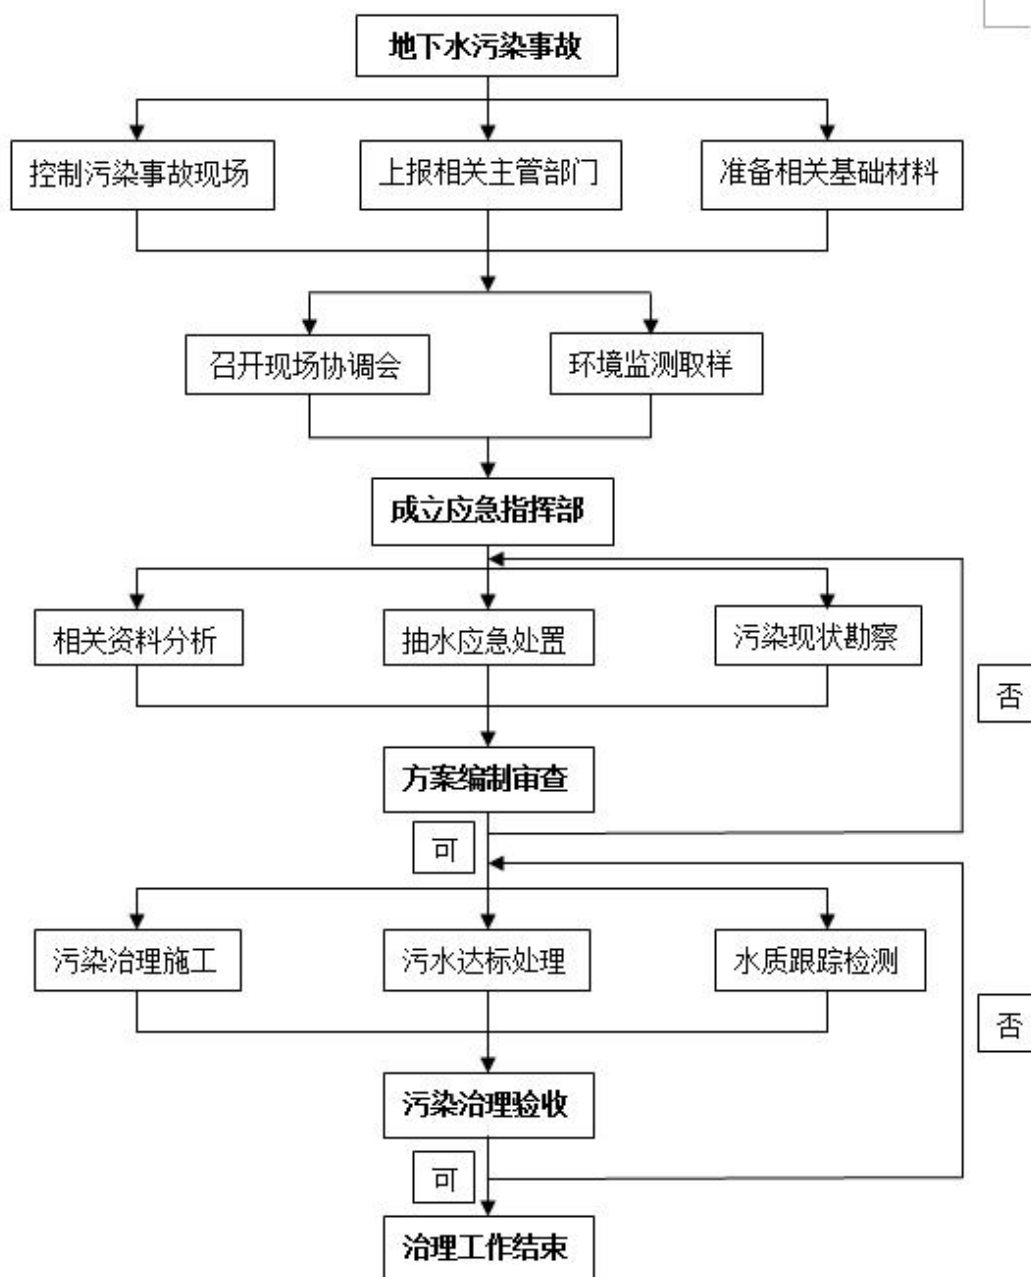 地下水污染事故
控制污染事故现场
上报相关主管部门
准备相关基础材料
召开现场协调会
环境监测取样
成立应急指挥部
相关资料分析
抽水应急处置
污染现状勘察
否
方案编制审查
可
污染治理施工
污水达标处理
水质跟踪检测
否
污染治理验收
可
治理工作结束